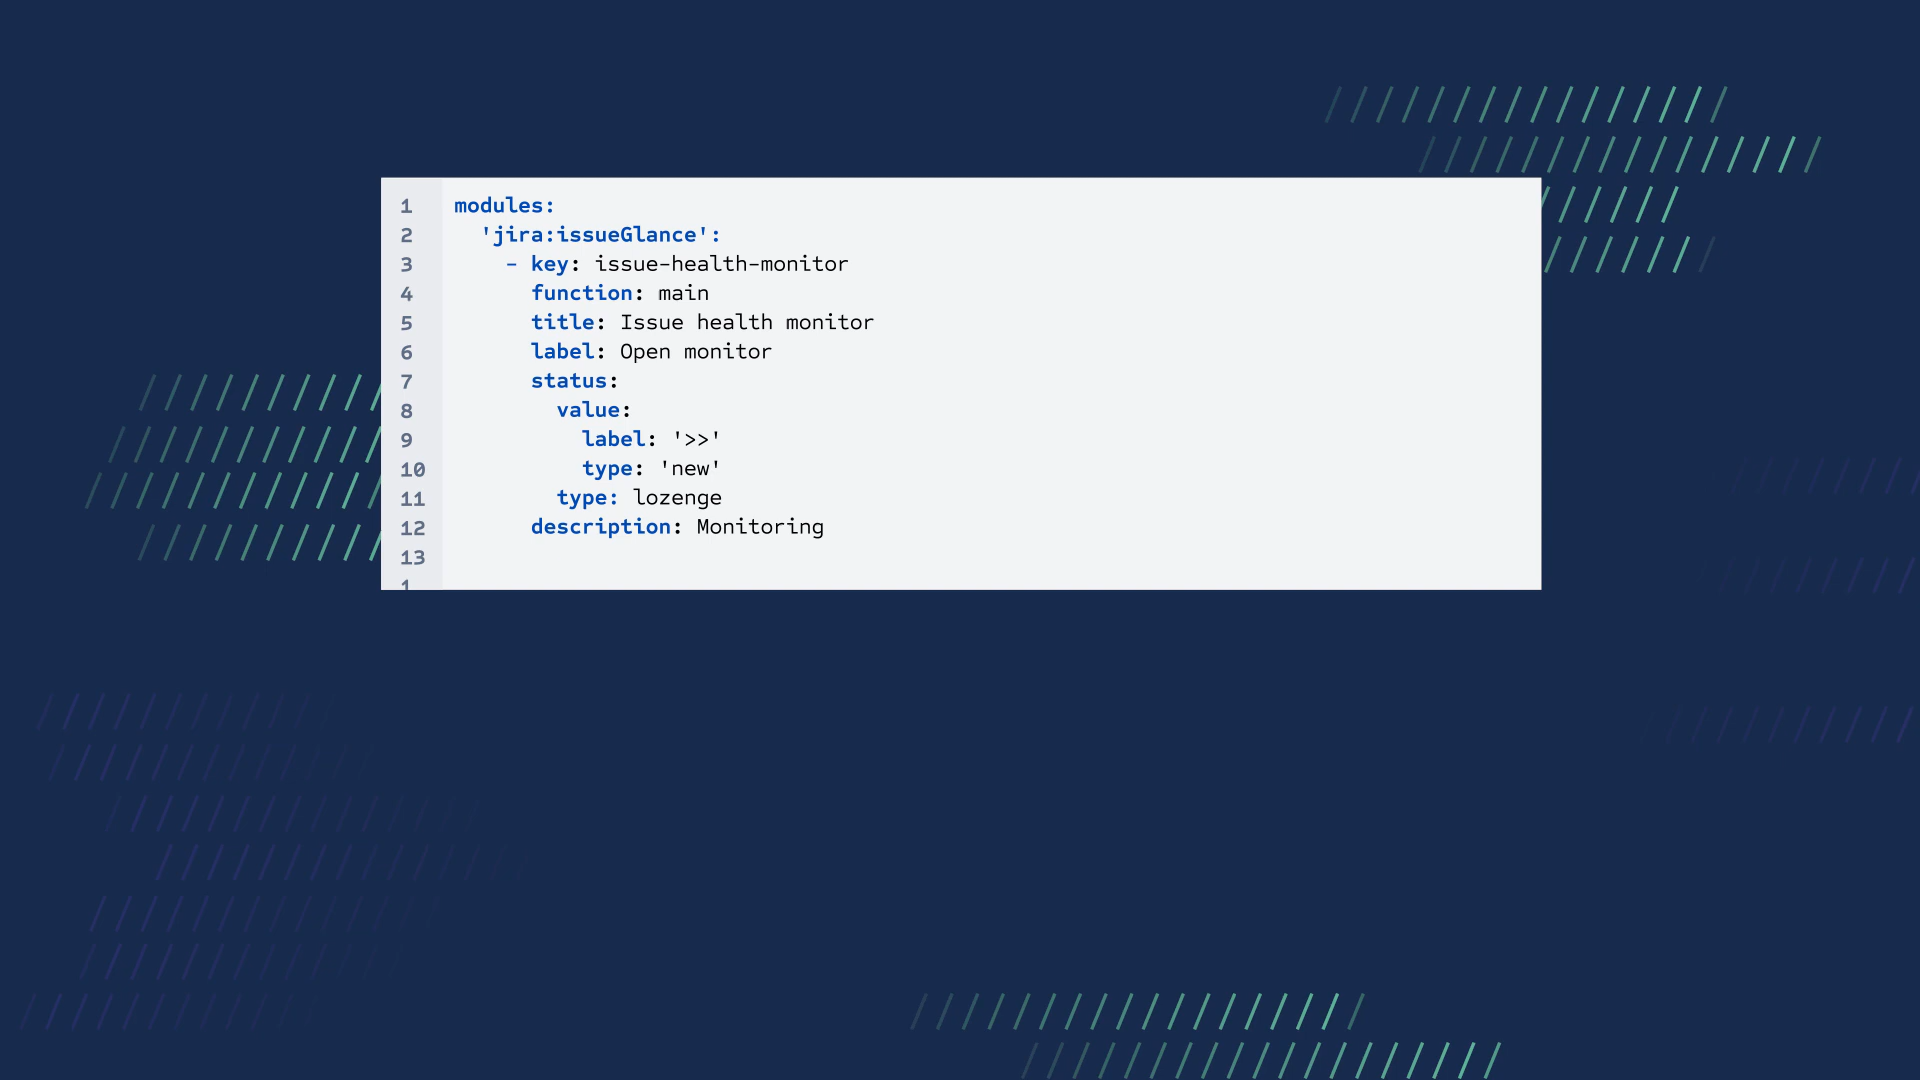 1 modules:
2 'jira:issueGlance':
3 - key: issue-health-monitor
4 function: main
5 title: Issue health monitor
6 label: Open monitor
7 status:
8 value:
9 label: '>>'
10 type: 'new'
11 type: lozenge
12 description: Monitoring
13
1